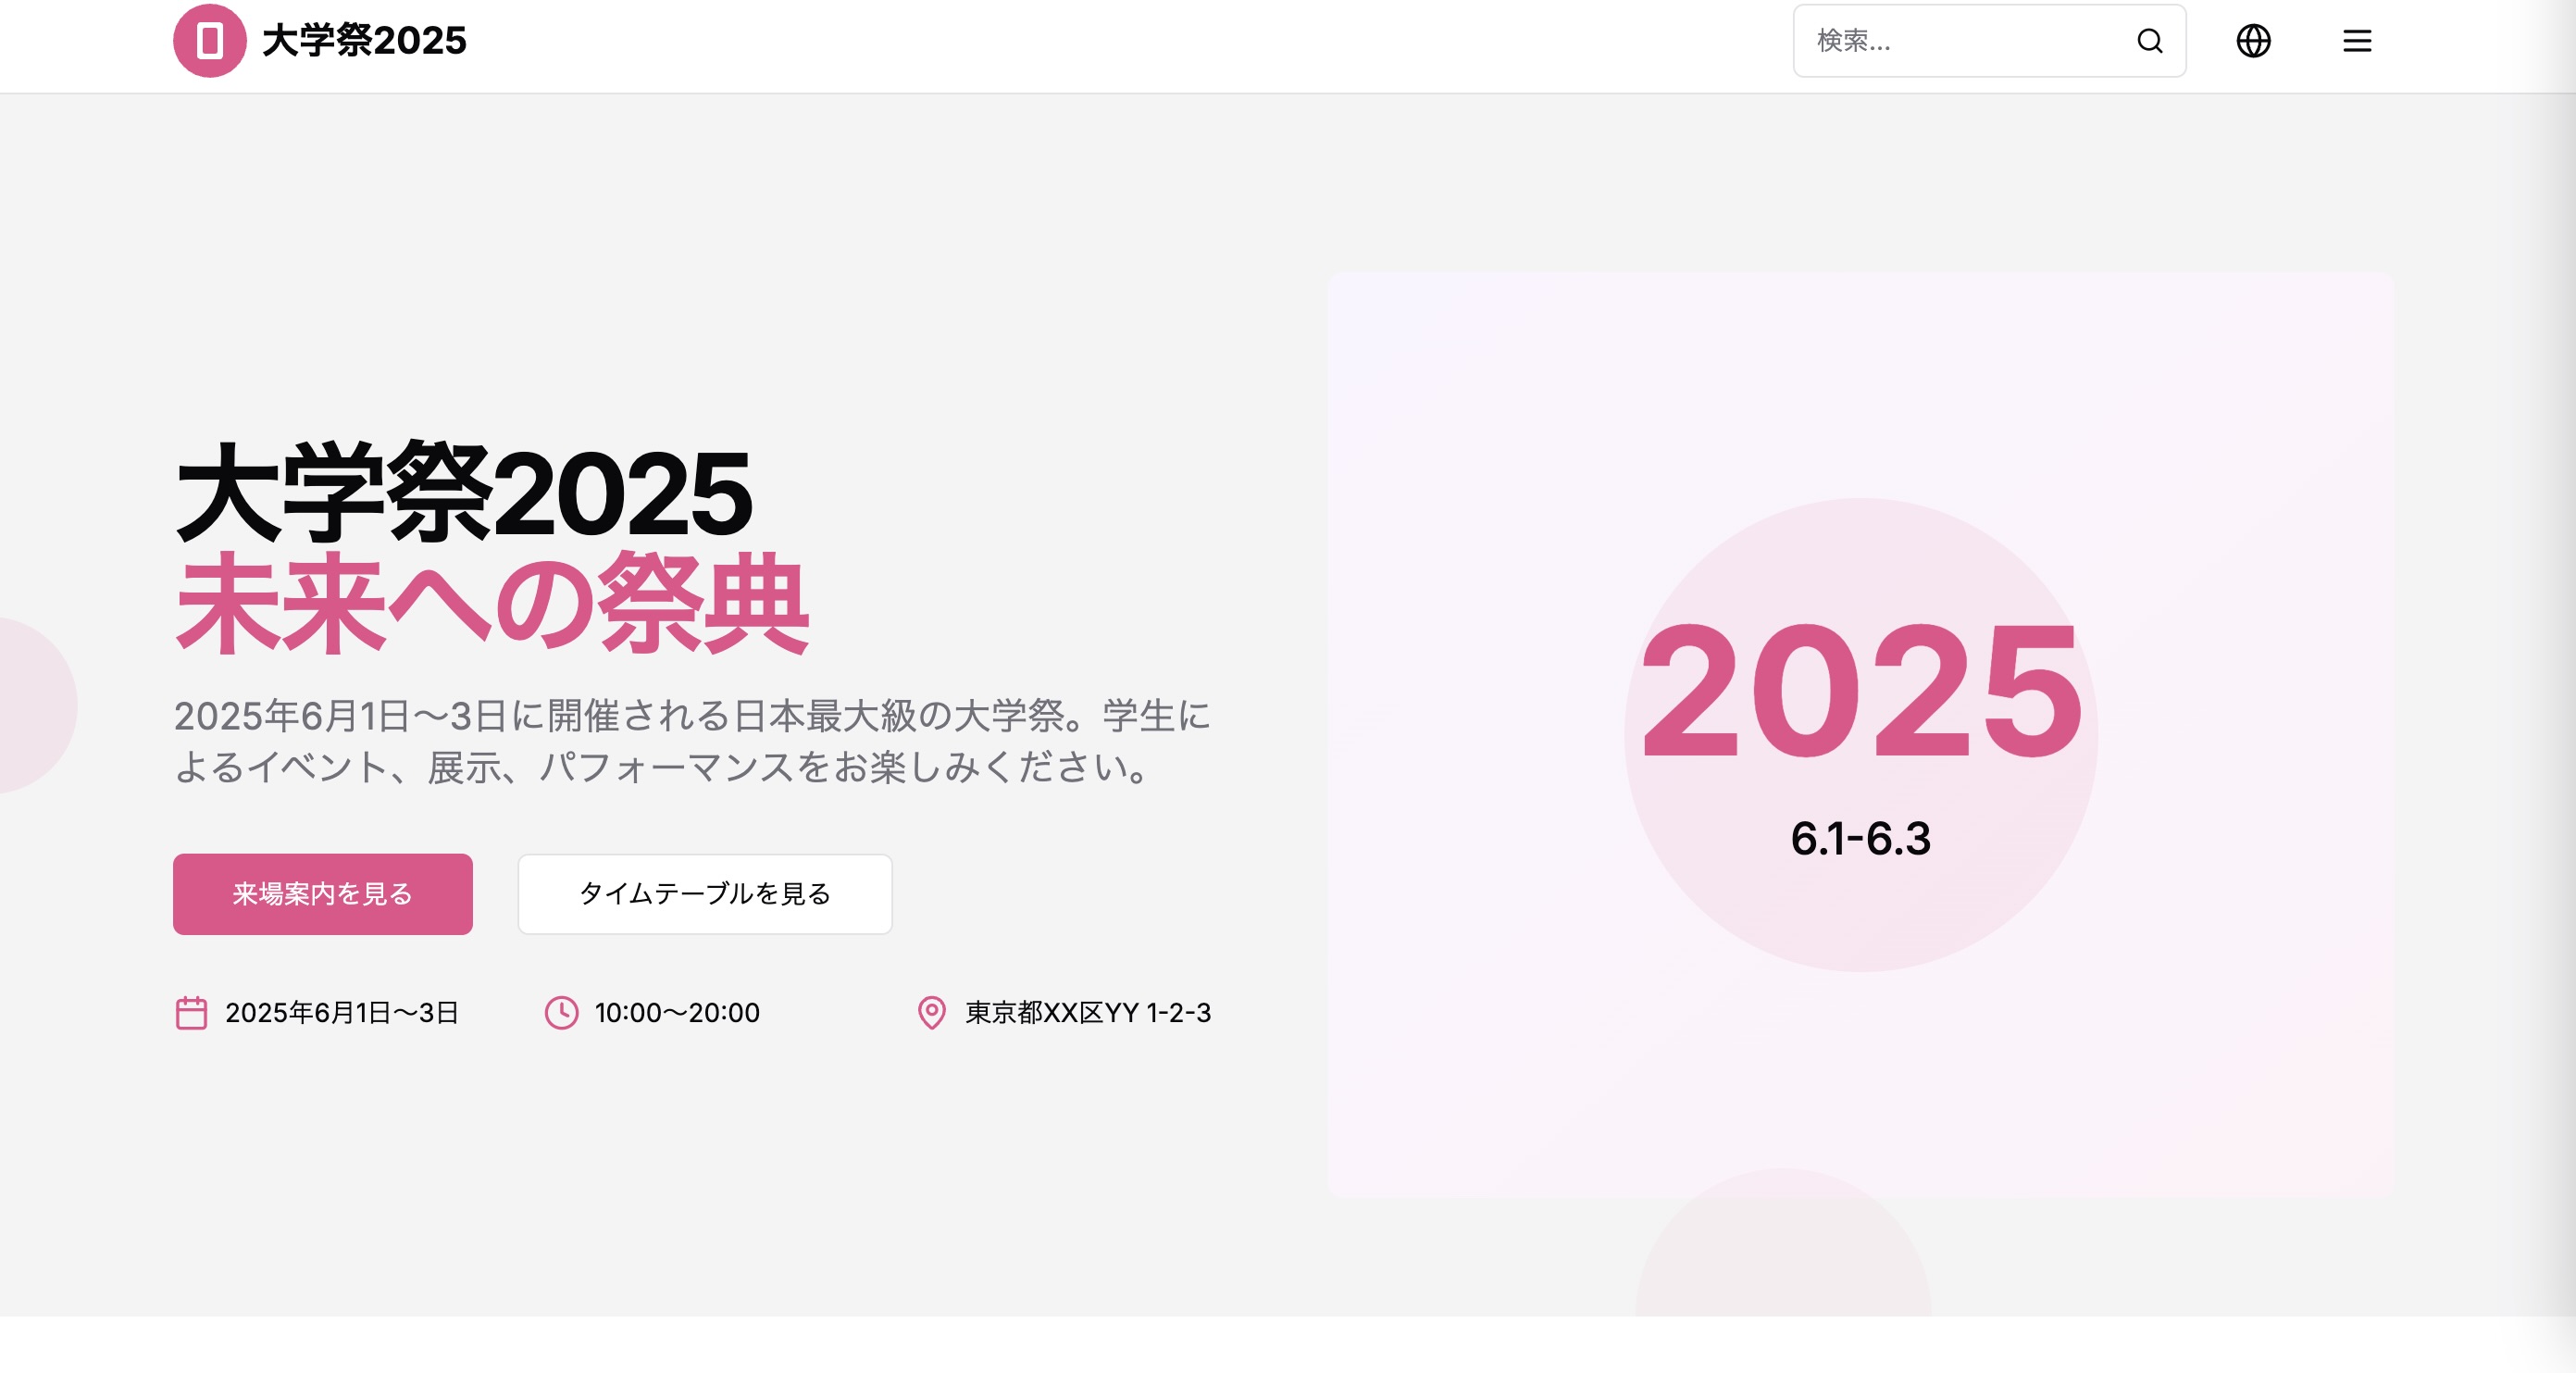 大学祭2025
検索...
大学祭2025
未来への祭典
2025年6月1日〜3日に開催される日本最大級の大学祭。学生に
よるイベント、展示、パフォーマンスをお楽しみください。
来場案内を見る
タイムテーブルを見る
2025年6月1日〜3日
10:00〜20:00
東京都XX区YY 1-2-3
2025
6.1-6.3